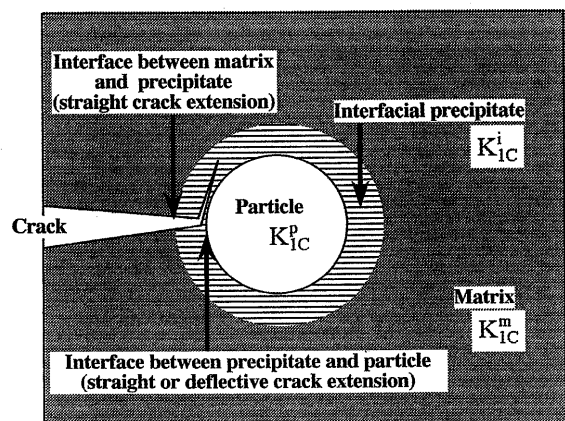 Interface between matrix
and precipitate
(straight crack extension)
Interfacial precipitate
K^i_1C
Particle
K^p_1C
Crack
Matrix
K^m_1C
Interface between precipitate and particle
(straight or deflective crack extension)